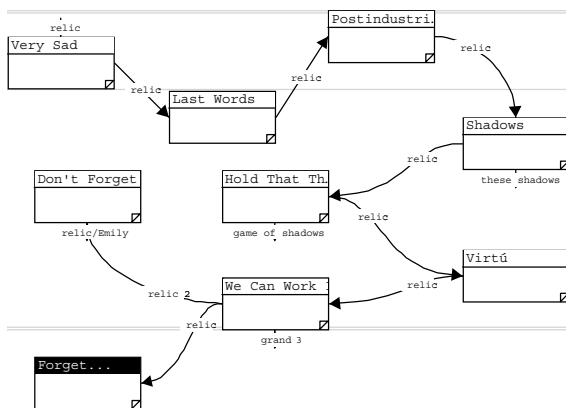 relic
Postindustri.
Very Sad
relic
relic
relic
Last Words
Shadows
relic
Don't Forget
Hold That Th.
these shadows
relic
relic/Emily
game of shadows
Virtú
We Can Work
relic
relic 2
relic
grand 3
Forget...